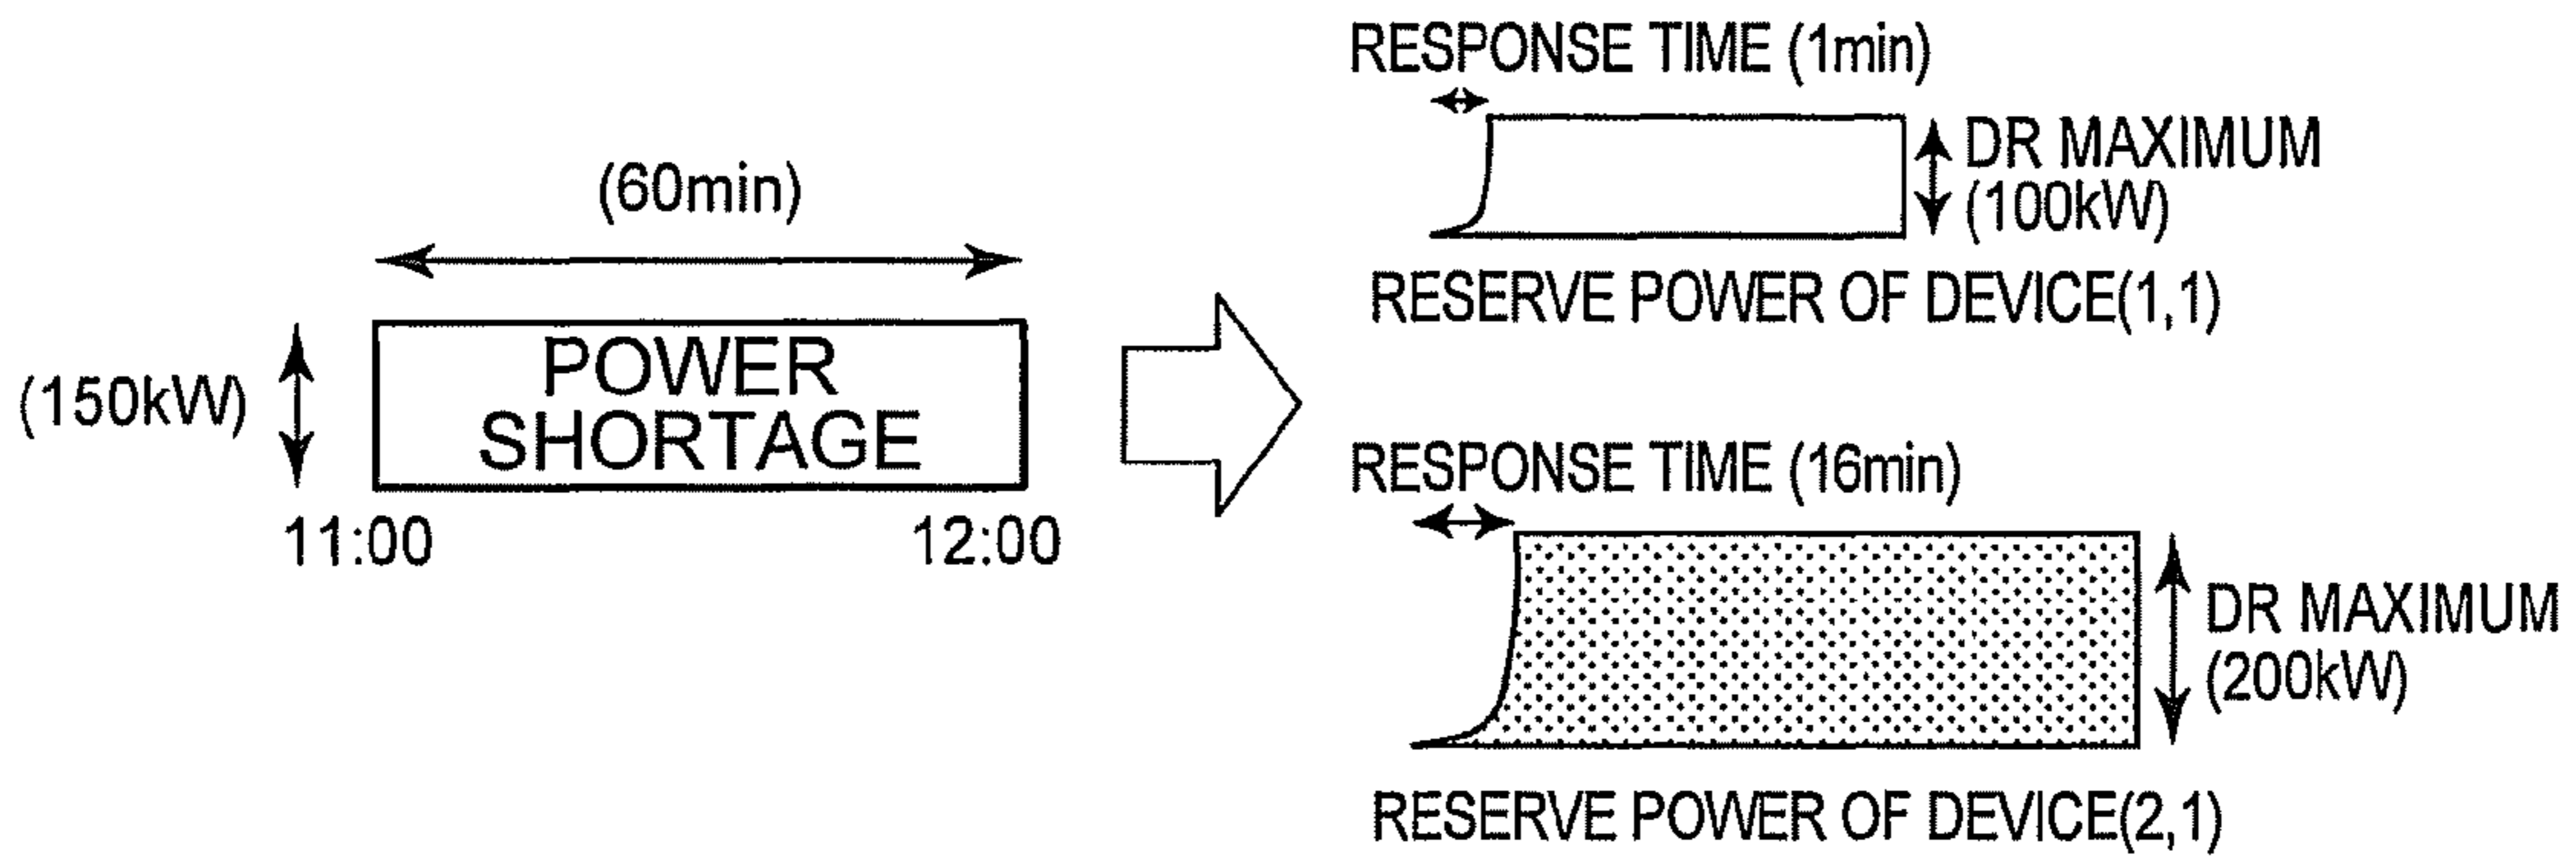 (60min)
(150kW)
POWER
SHORTAGE
11:00
12:00
RESPONSE TIME (1min)
DR MAXIMUM
(100kW)
RESERVE POWER OF DEVICE(1,1)
RESPONSE TIME (16min)
DR MAXIMUM
(200kW)
RESERVE POWER OF DEVICE(2,1)